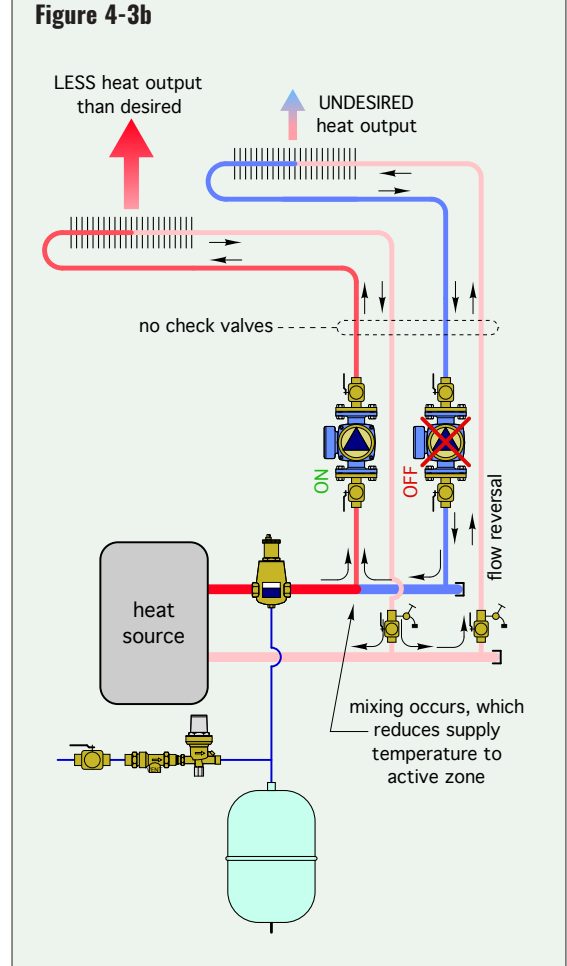 Figure 4-3b
LESS heat output
than desired
UNDESIRED
heat output
no check valves
ON
OFF
flow reversal
heat
source
mixing occurs, which
reduces supply
temperature to
active zone